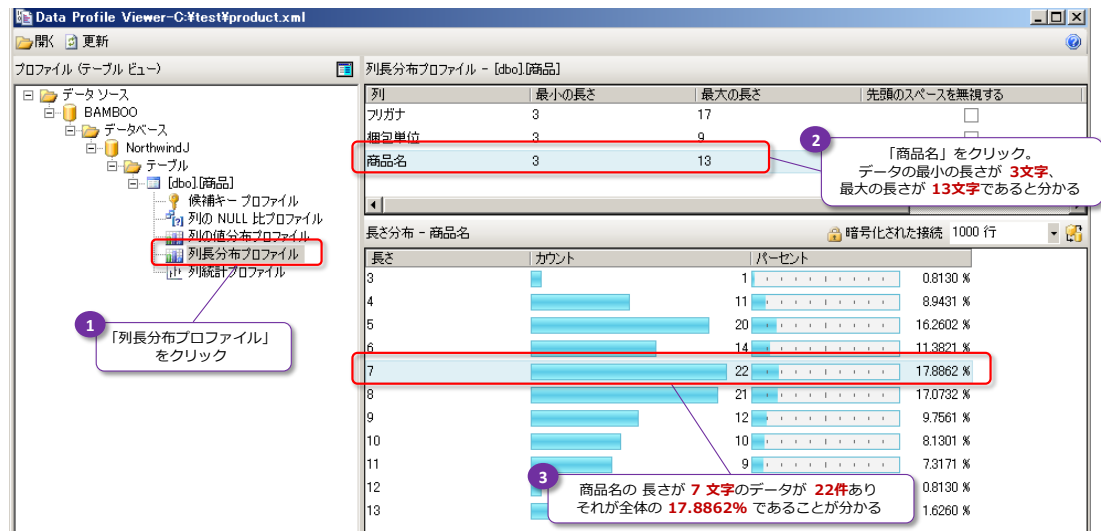 Data Profile Viewer-C:¥test¥product.xml
開く 更新
プロファイル (テーブル ビュー)
データ ソース
BAMBOO
データベース
NorthwindJ
テーブル
[dbo].[商品]
候補キー プロファイル
列の NULL 比プロファイル
列の値分布プロファイル
列長分布プロファイル
列統計プロファイル
1
「列長分布プロファイル」
をクリック
列長分布プロファイル - [dbo].[商品]
列 最小の長さ 最大の長さ 先頭のスペースを無視する
フリガナ 3 17
梱包単位 3 9
商品名 3 13
2
「商品名」をクリック。
データの最小の長さが 3文字、
最大の長さが 13文字であると分かる
長さ分布 - 商品名 暗号化された接続 1000 行
長さ カウント パーセント
3 1 0.8130 %
4 11 8.9431 %
5 20 16.2602 %
6 14 11.3821 %
7 22 17.8862 %
8 21 17.0732 %
9 12 9.7561 %
10 10 8.1301 %
11 9 7.3171 %
12 0.8130 %
13 1.6260 %
3
商品名の 長さが 7 文字のデータが 22件あり
それが全体の 17.8862% であることが分かる